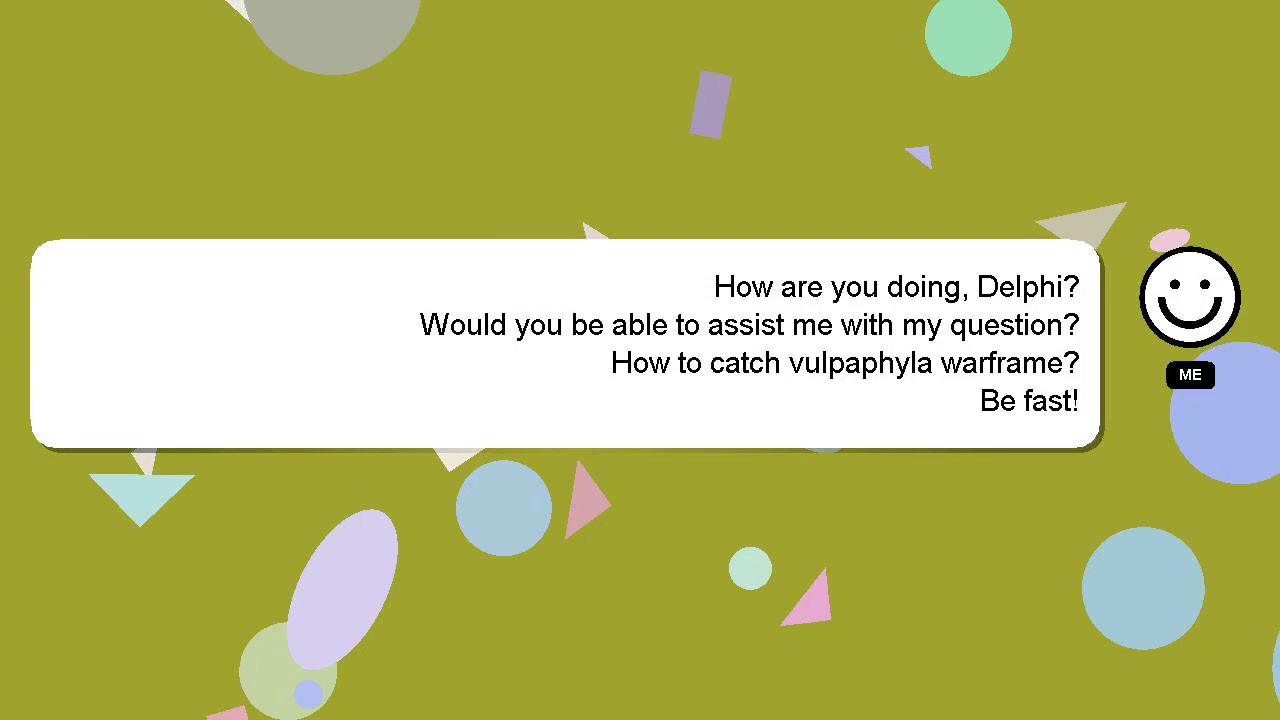 How are you doing, Delphi?
Would you be able to assist me with my question?
How to catch vulpaphyla warframe?
Be fast!
ME